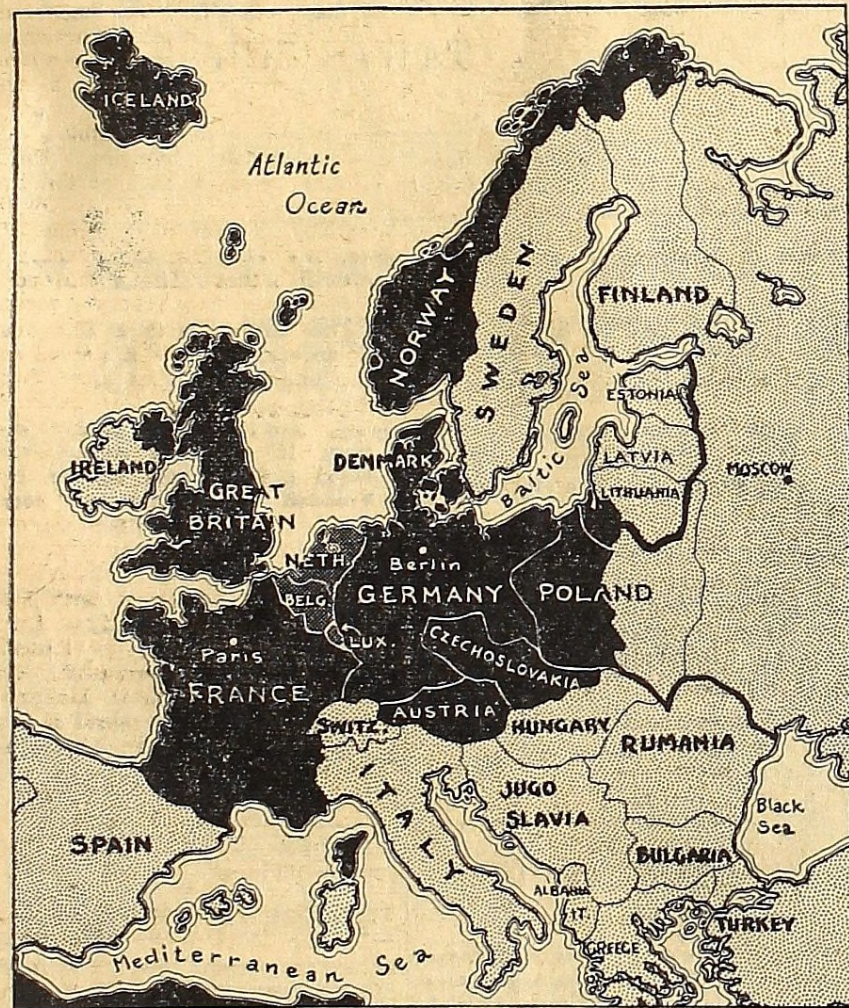 ICELAND
Atlantic
Ocean
NORWAY
SWEDEN
FINLAND
Baltic Sea
ESTONIA
LATVIA
LITHUANIA
MOSCOW
IRELAND
DENMARK
GREAT
BRITAIN
NETH.
BELG.
LUX.
Berlin
GERMANY
POLAND
CZECHOSLOVAKIA
Paris
FRANCE
SWITZ.
AUSTRIA
HUNGARY
RUMANIA
ITALY
JUGO
SLAVIA
Black
Sea
SPAIN
BULGARIA
ALBANIA
IT
GREECE
TURKEY
Mediterranean Sea